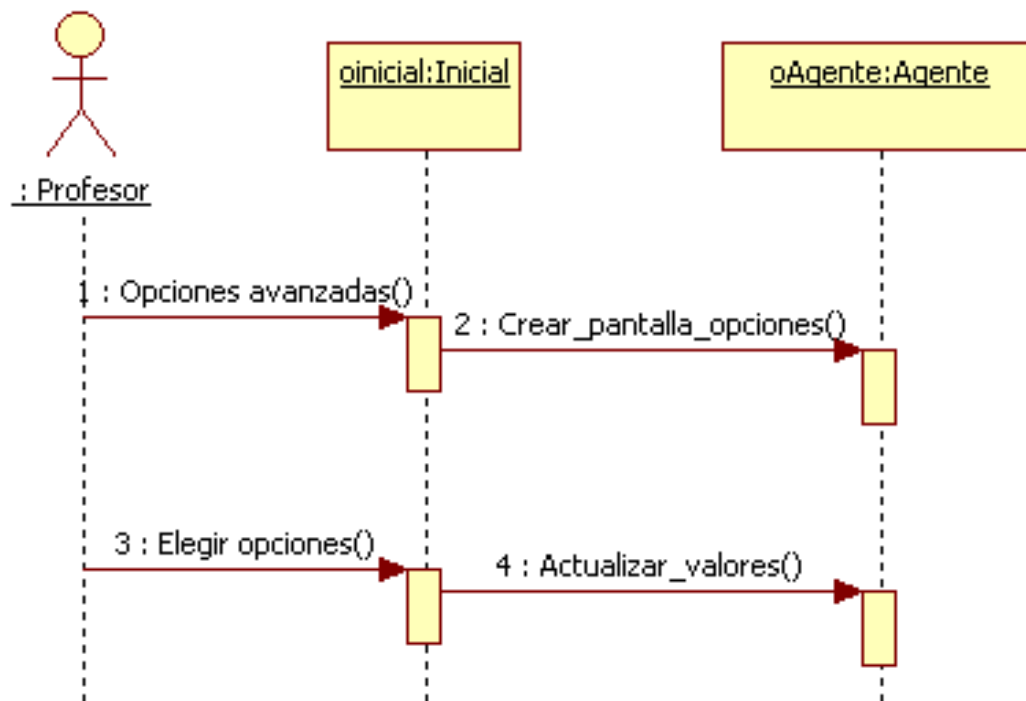 oinicial:Inicial
oAgente:Agente
: Profesor
1 : Opciones avanzadas()
2 : Crear_pantalla_opciones()
3 : Elegir opciones()
4 : Actualizar_valores()